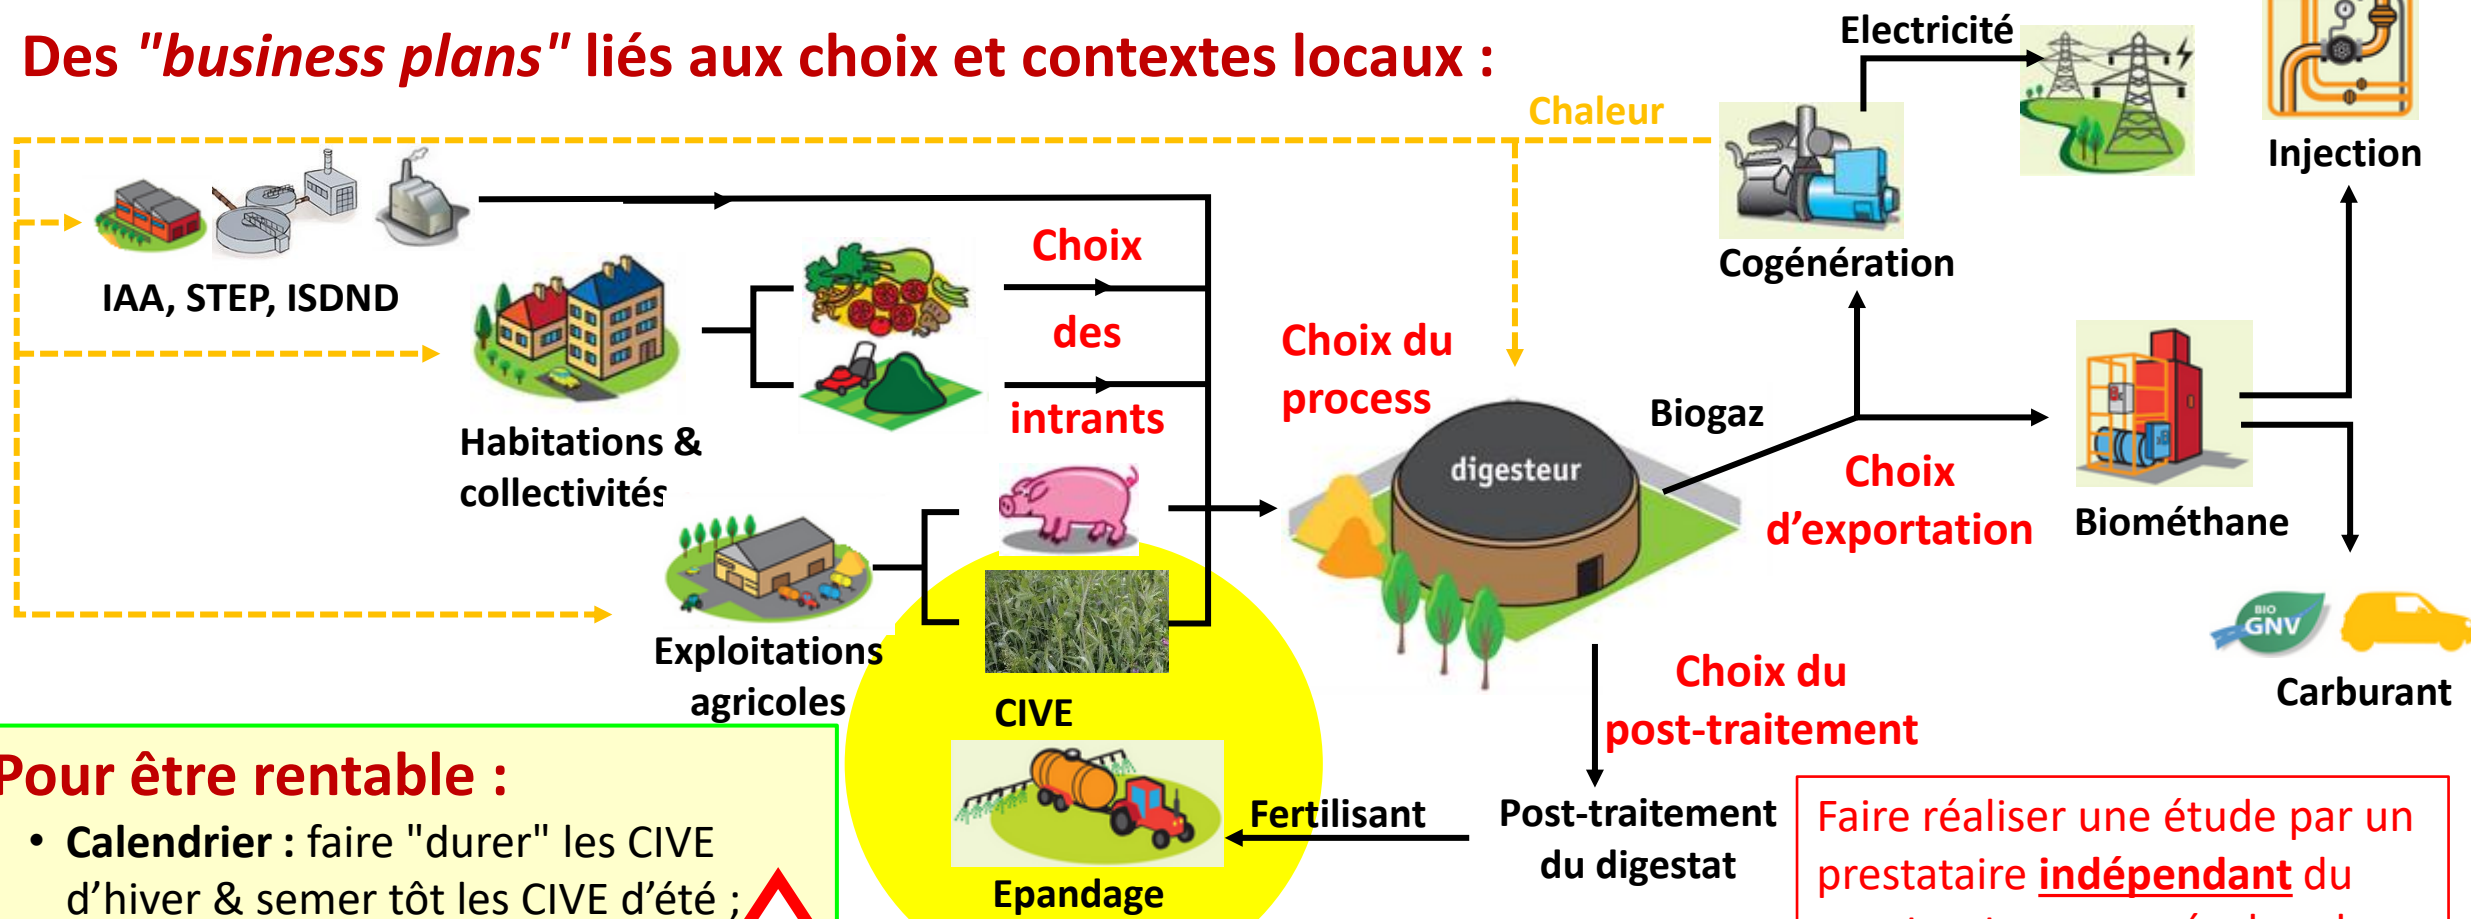 Des "business plans" liés aux choix et contextes locaux :
Electricité
Chaleur
Injection
Cogénération
IAA, STEP, ISDND
Choix
des
intrants
Choix du
process
Habitations &
collectivités
Biogaz
digesteur
Choix
d'exportation
Biométhane
BIO
GNV
Carburant
Exploitations
agricoles
CIVE
Choix du
post-traitement
Fertilisant
Post-traitement
du digestat
Epandage
Pour être rentable :
• Calendrier : faire "durer" les CIVE
d'hiver & semer tôt les CIVE d'été ;
Faire réaliser une étude par un
prestataire indépendant du